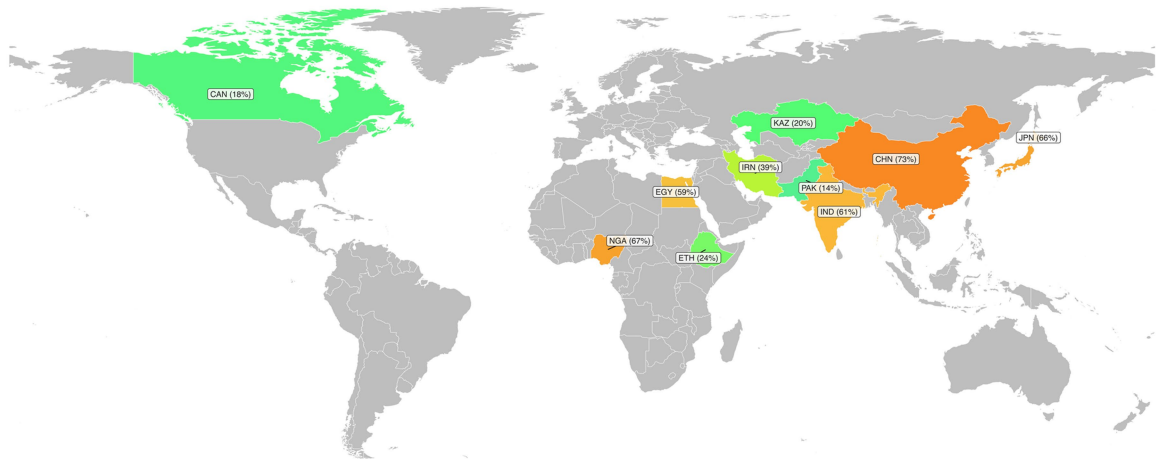 CAN (18%)
KAZ (20%)
JPN (66%)
CHN (73%)
IRN (39%)
PAK (14%)
EGY (59%)
IND (61%)
NGA (67%)
ETH (24%)